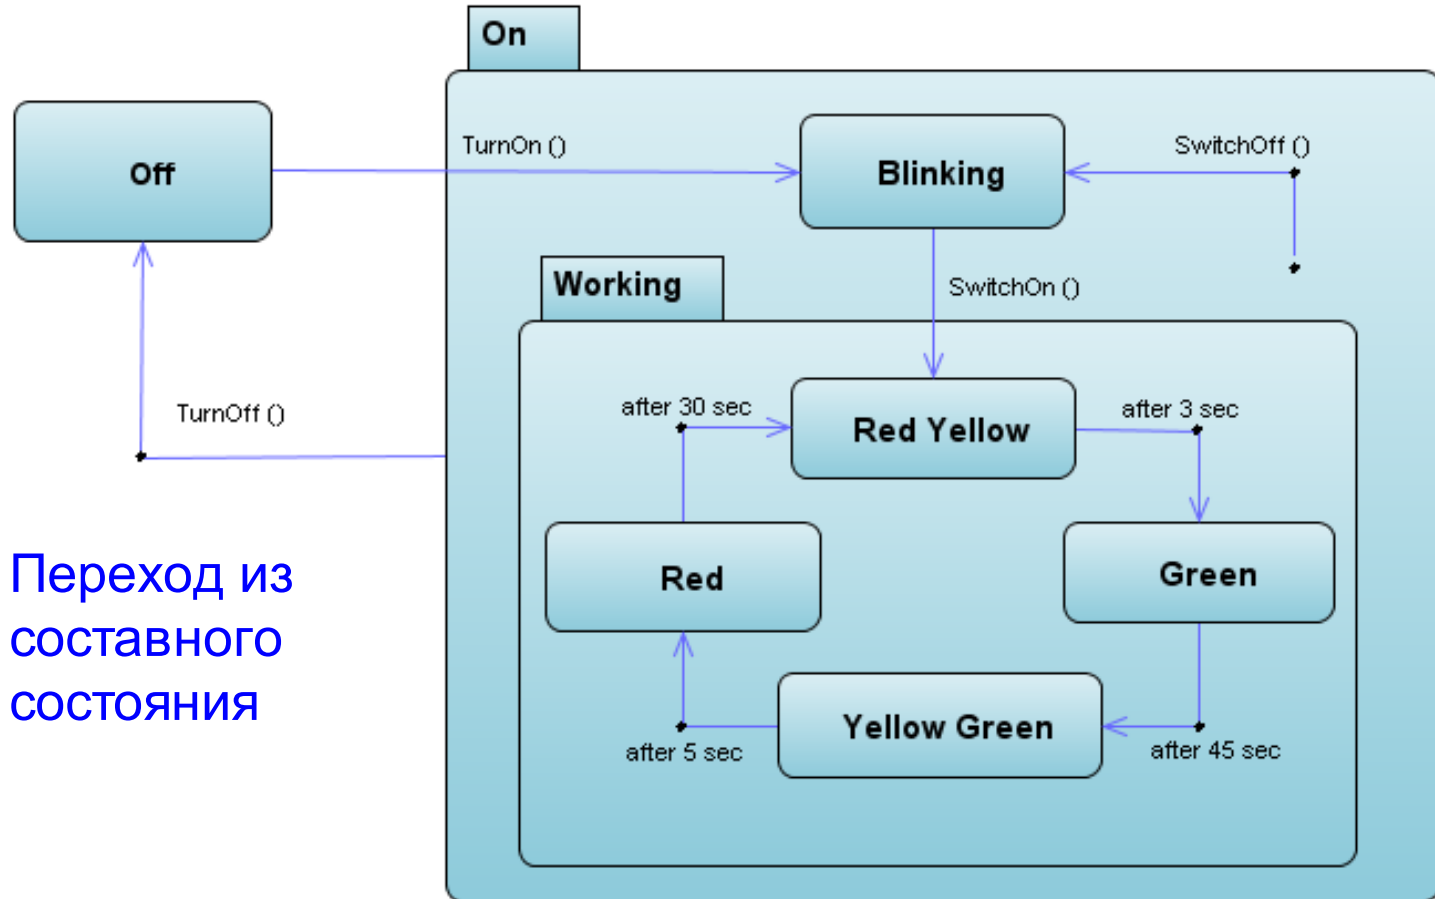 On
Off
TurnOn ()
Blinking
SwitchOff ()
Working
SwitchOn ()
TurnOff ()
after 30 sec
Red Yellow
after 3 sec
Red
Green
Yellow Green
after 5 sec
after 45 sec
Переход из
составного
состояния